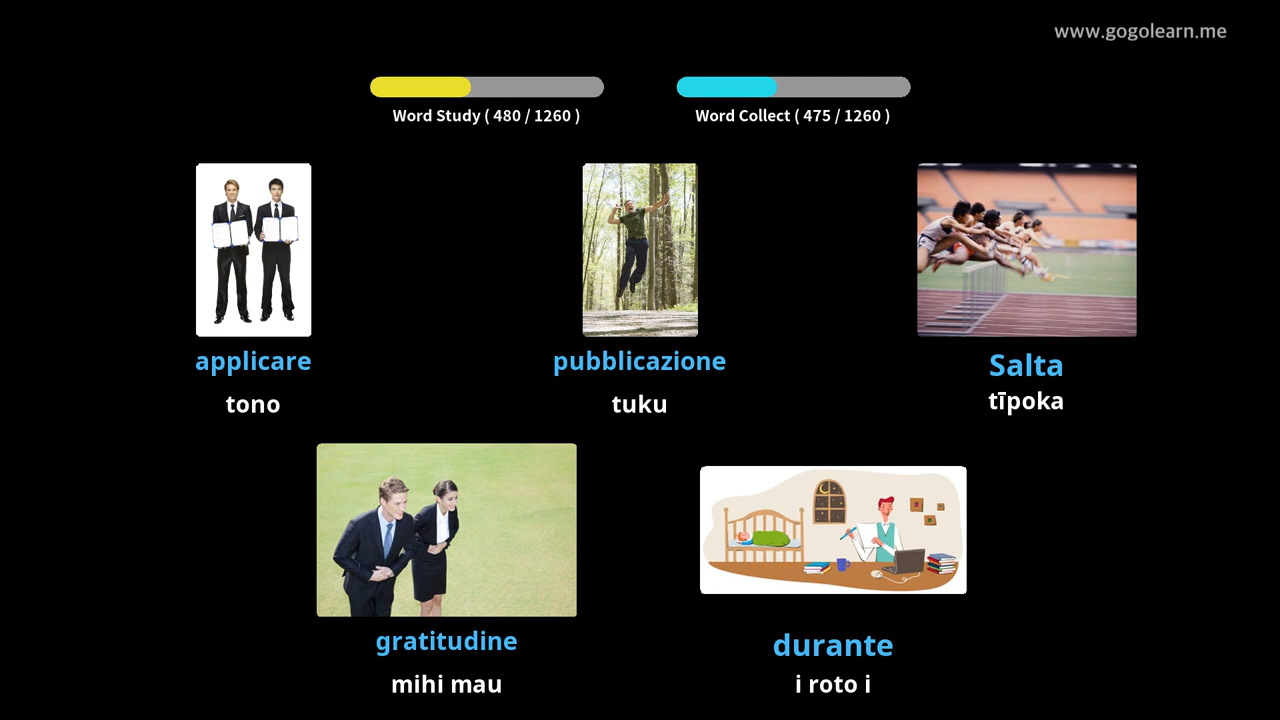 www.gogolearn.me
Word Study ( 480 / 1260 )
Word Collect ( 475 / 1260 )
applicare
tono
pubblicazione
tuku
Salta
tīpoka
gratitudine
mihi mau
durante
i roto i